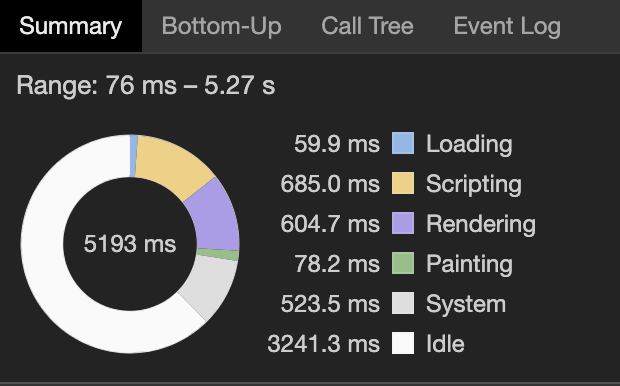 Summary Bottom-Up Call Tree Event Log
Range: 76 ms – 5.27 s
59.9 ms Loading
685.0 ms Scripting
604.7 ms Rendering
5193 ms
78.2 ms Painting
523.5 ms System
3241.3 ms Idle